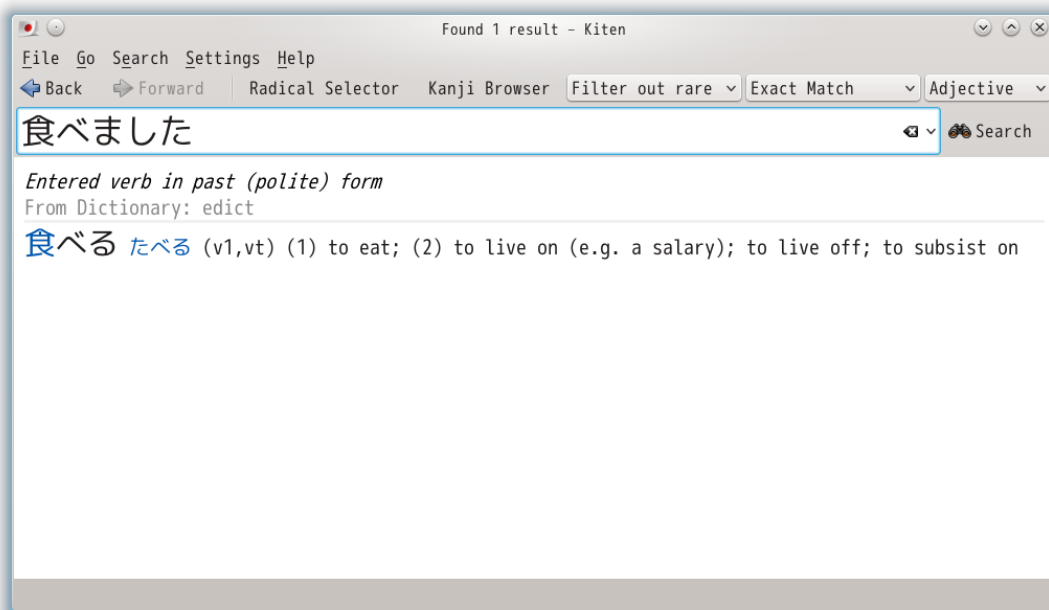 Found 1 result – Kiten
File Go Search Settings Help
Back Forward Radical Selector Kanji Browser Filter out rare Exact Match Adjective
食べました Search
Entered verb in past (polite) form
From Dictionary: edict
食べる たべる (v1,vt) (1) to eat; (2) to live on (e.g. a salary); to live off; to subsist on